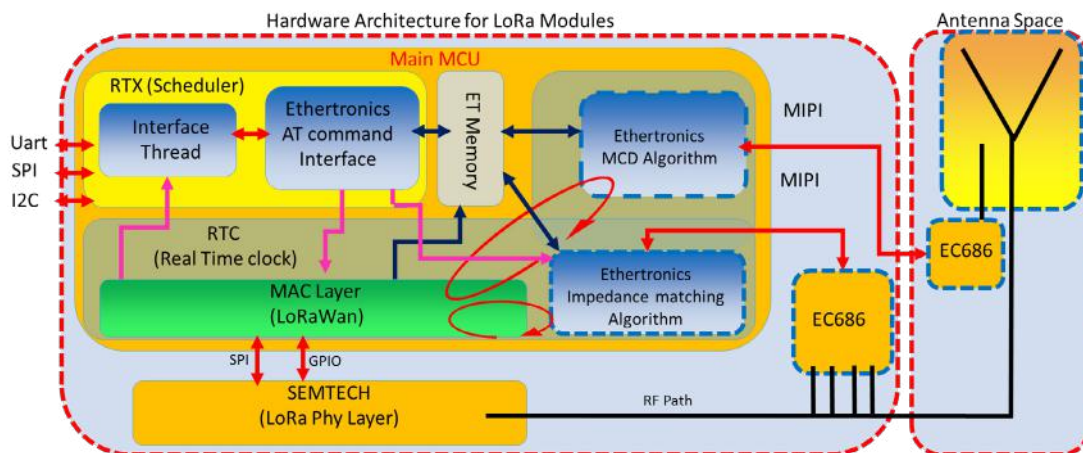 Hardware Architecture for LoRa Modules
Antenna Space
Main MCU
RTX (Scheduler)
Interface
Thread
Ethertronics
AT command
Interface
ET Memory
Ethertronics
MCD Algorithm
MIPI
MIPI
Uart
SPI
I2C
RTC
(Real Time clock)
MAC Layer
(LoRaWan)
Ethertronics
Impedance matching
Algorithm
EC686
EC686
SPI
GPIO
SEMTECH
(LoRa Phy Layer)
RF Path